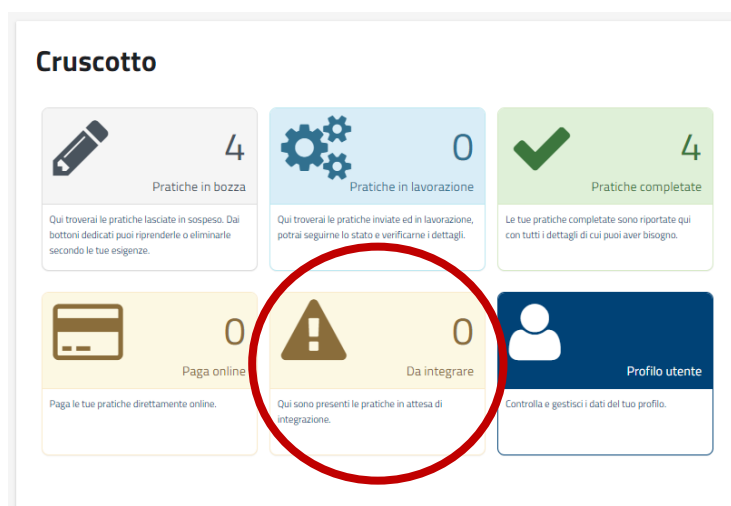 Cruscotto
4
Pratiche in bozza
Qui troverai le pratiche lasciate in sospeso. Dai
bottoni dedicati puoi riprenderle o eliminarle
secondo le tue esigenze.
0
Pratiche in lavorazione
Qui troverai le pratiche inviate ed in lavorazione,
potrai seguirne lo stato e verificarne i dettagli.
4
Pratiche completate
Le tue pratiche completate sono riportate qui
con tutti i dettagli di cui puoi aver bisogno.
0
Paga online
Paga le tue pratiche direttamente online.
0
Da integrare
Qui sono presenti le pratiche in attesa di
integrazione.
Profilo utente
Controlla e gestisci i dati del tuo profilo.